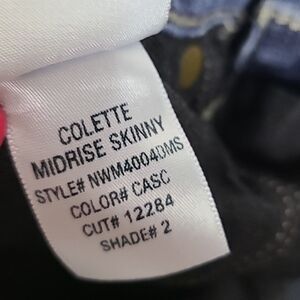 COLETTE
MIDRISE SKINNY
STYLE# NWM4004DMS
COLOR# CASC
CUT# 12284
SHADE# 2